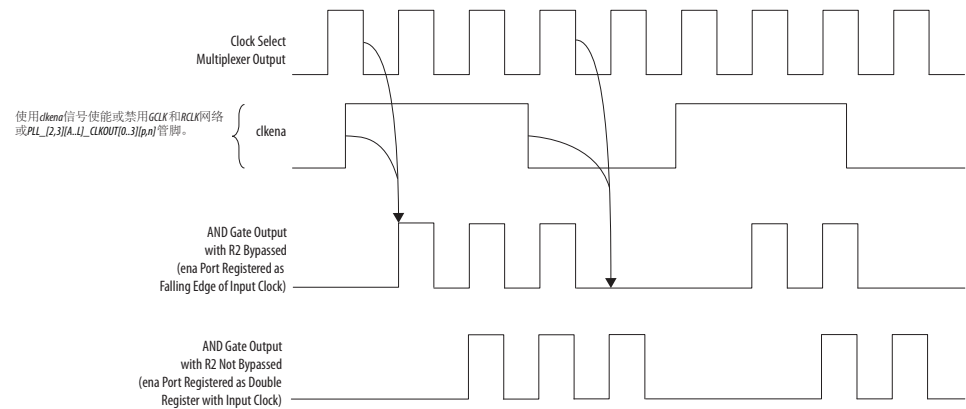 Clock Select
Multiplexer Output
使用clkena信号使能或禁用GCLK和RCLK网络
或PLL_[2,3][A..L]_CLKOUT[0..3][p,n]管脚。
clkena
AND Gate Output
with R2 Bypassed
(ena Port Registered as
Falling Edge of Input Clock)
AND Gate Output
with R2 Not Bypassed
(ena Port Registered as Double
Register with Input Clock)